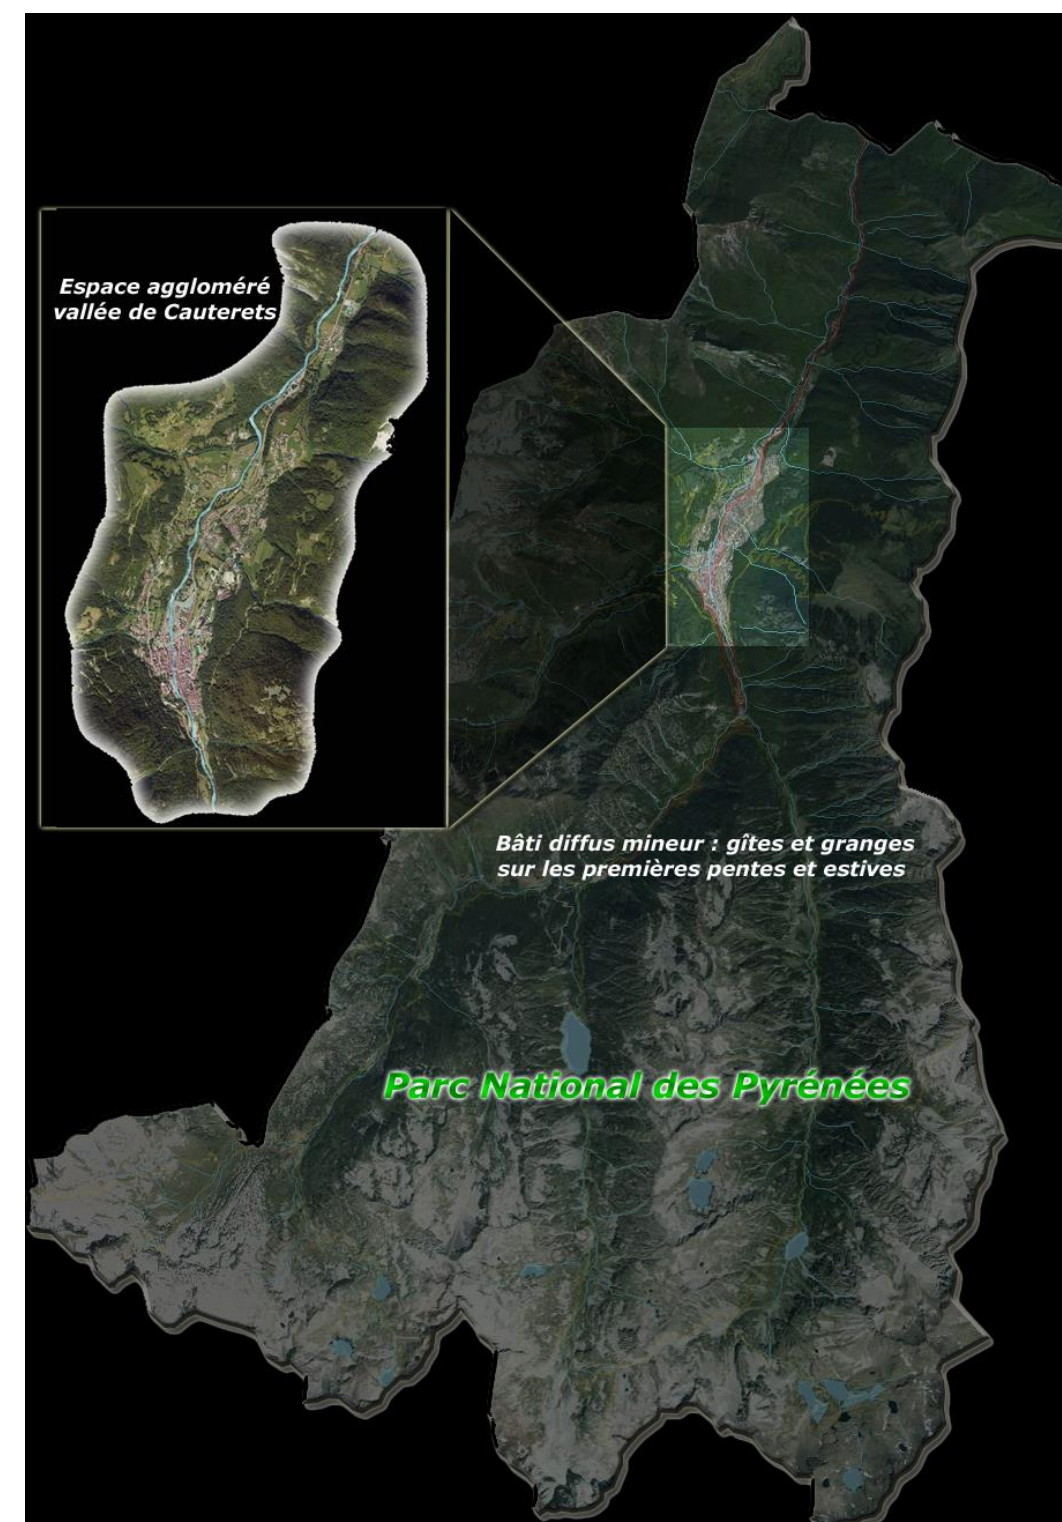 Espace aggloméré
vallée de Cauterets
Bâti diffus mineur : gîtes et granges
sur les premières pentes et estives
Parc National des Pyrénées